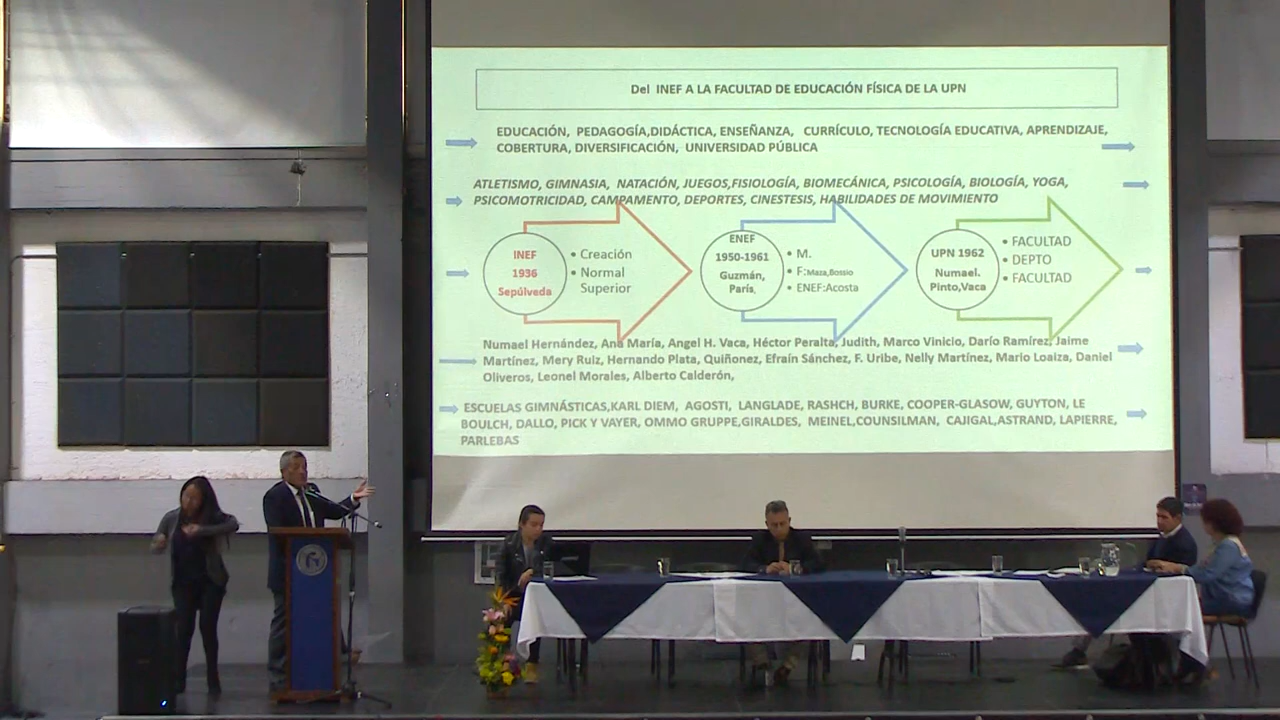 Del INEF A LA FACULTAD DE EDUCACIÓN FÍSICA DE LA UPN
EDUCACIÓN, PEDAGOGÍA,DIDÁCTICA, ENSEÑANZA, CURRÍCULO, TECNOLOGÍA EDUCATIVA, APRENDIZAJE,
COBERTURA, DIVERSIFICACIÓN, UNIVERSIDAD PÚBLICA
ATLETISMO, GIMNASIA, NATACIÓN, JUEGOS,FISIOLOGÍA, BIOMECÁNICA, PSICOLOGÍA, BIOLOGÍA, YOGA,
PSICOMOTRICIDAD, CAMPAMENTO, DEPORTES, CINESTESIS, HABILIDADES DE MOVIMIENTO
INEF
1936
Sepúlveda
• Creación
• Normal
Superior
ENEF
1950-1961
Guzmán,
París,
• M.
• F:Maza,Bossio
• ENEF:Acosta
UPN 1962
Numael.
Pinto,Vaca
• FACULTAD
• DEPTO
• FACULTAD
Numael Hernández, Ana María, Angel H. Vaca, Héctor Peralta, Judith, Marco Vinicio, Darío Ramírez, Jaime
Martínez, Mery Ruiz, Hernando Plata, Quiñonez, Efraín Sánchez, F. Uribe, Nelly Martínez, Mario Loaiza, Daniel
Oliveros, Leonel Morales, Alberto Calderón,
ESCUELAS GIMNÁSTICAS,KARL DIEM, AGOSTI, LANGLADE, RASHCH, BURKE, COOPER-GLASOW, GUYTON, LE
BOULCH, DALLO, PICK Y VAYER, OMMO GRUPPE,GIRALDES, MEINEL,COUNSILMAN, CAJIGAL,ASTRAND, LAPIERRE,
PARLEBAS